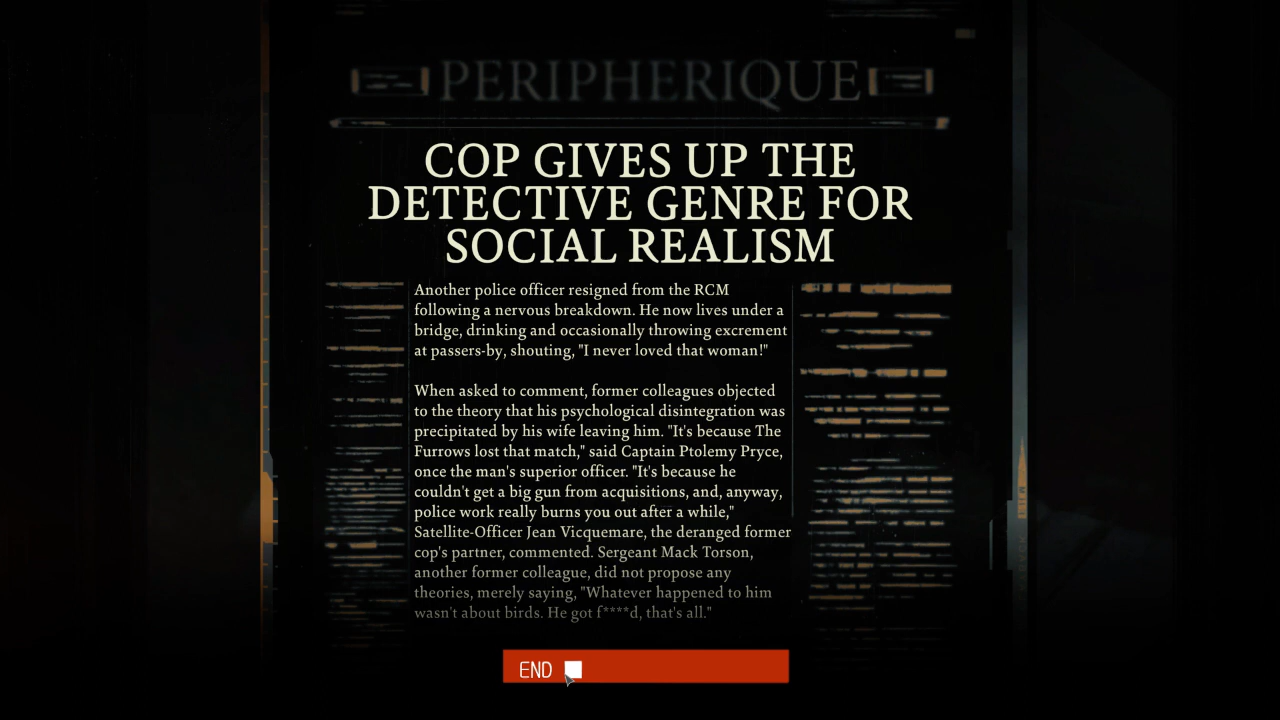 PERIPHERIQUE
COP GIVES UP THE
DETECTIVE GENRE FOR
SOCIAL REALISM
Another police officer resigned from the RCM
following a nervous breakdown. He now lives under a
bridge, drinking and occasionally throwing excrement
at passers-by, shouting, "I never loved that woman!"
When asked to comment, former colleagues objected
to the theory that his psychological disintegration was
precipitated by his wife leaving him. "It's because The
Furrows lost that match," said Captain Ptolemy Pryce,
once the man's superior officer. "It's because he
couldn't get a big gun from acquisitions, and, anyway,
police work really burns you out after a while,"
Satellite-Officer Jean Vicquemare, the deranged former
cop's partner, commented. Sergeant Mack Torson,
another former colleague, did not propose any
theories, merely saying, "Whatever happened to him
wasn't about birds. He got f****d, that's all."
END